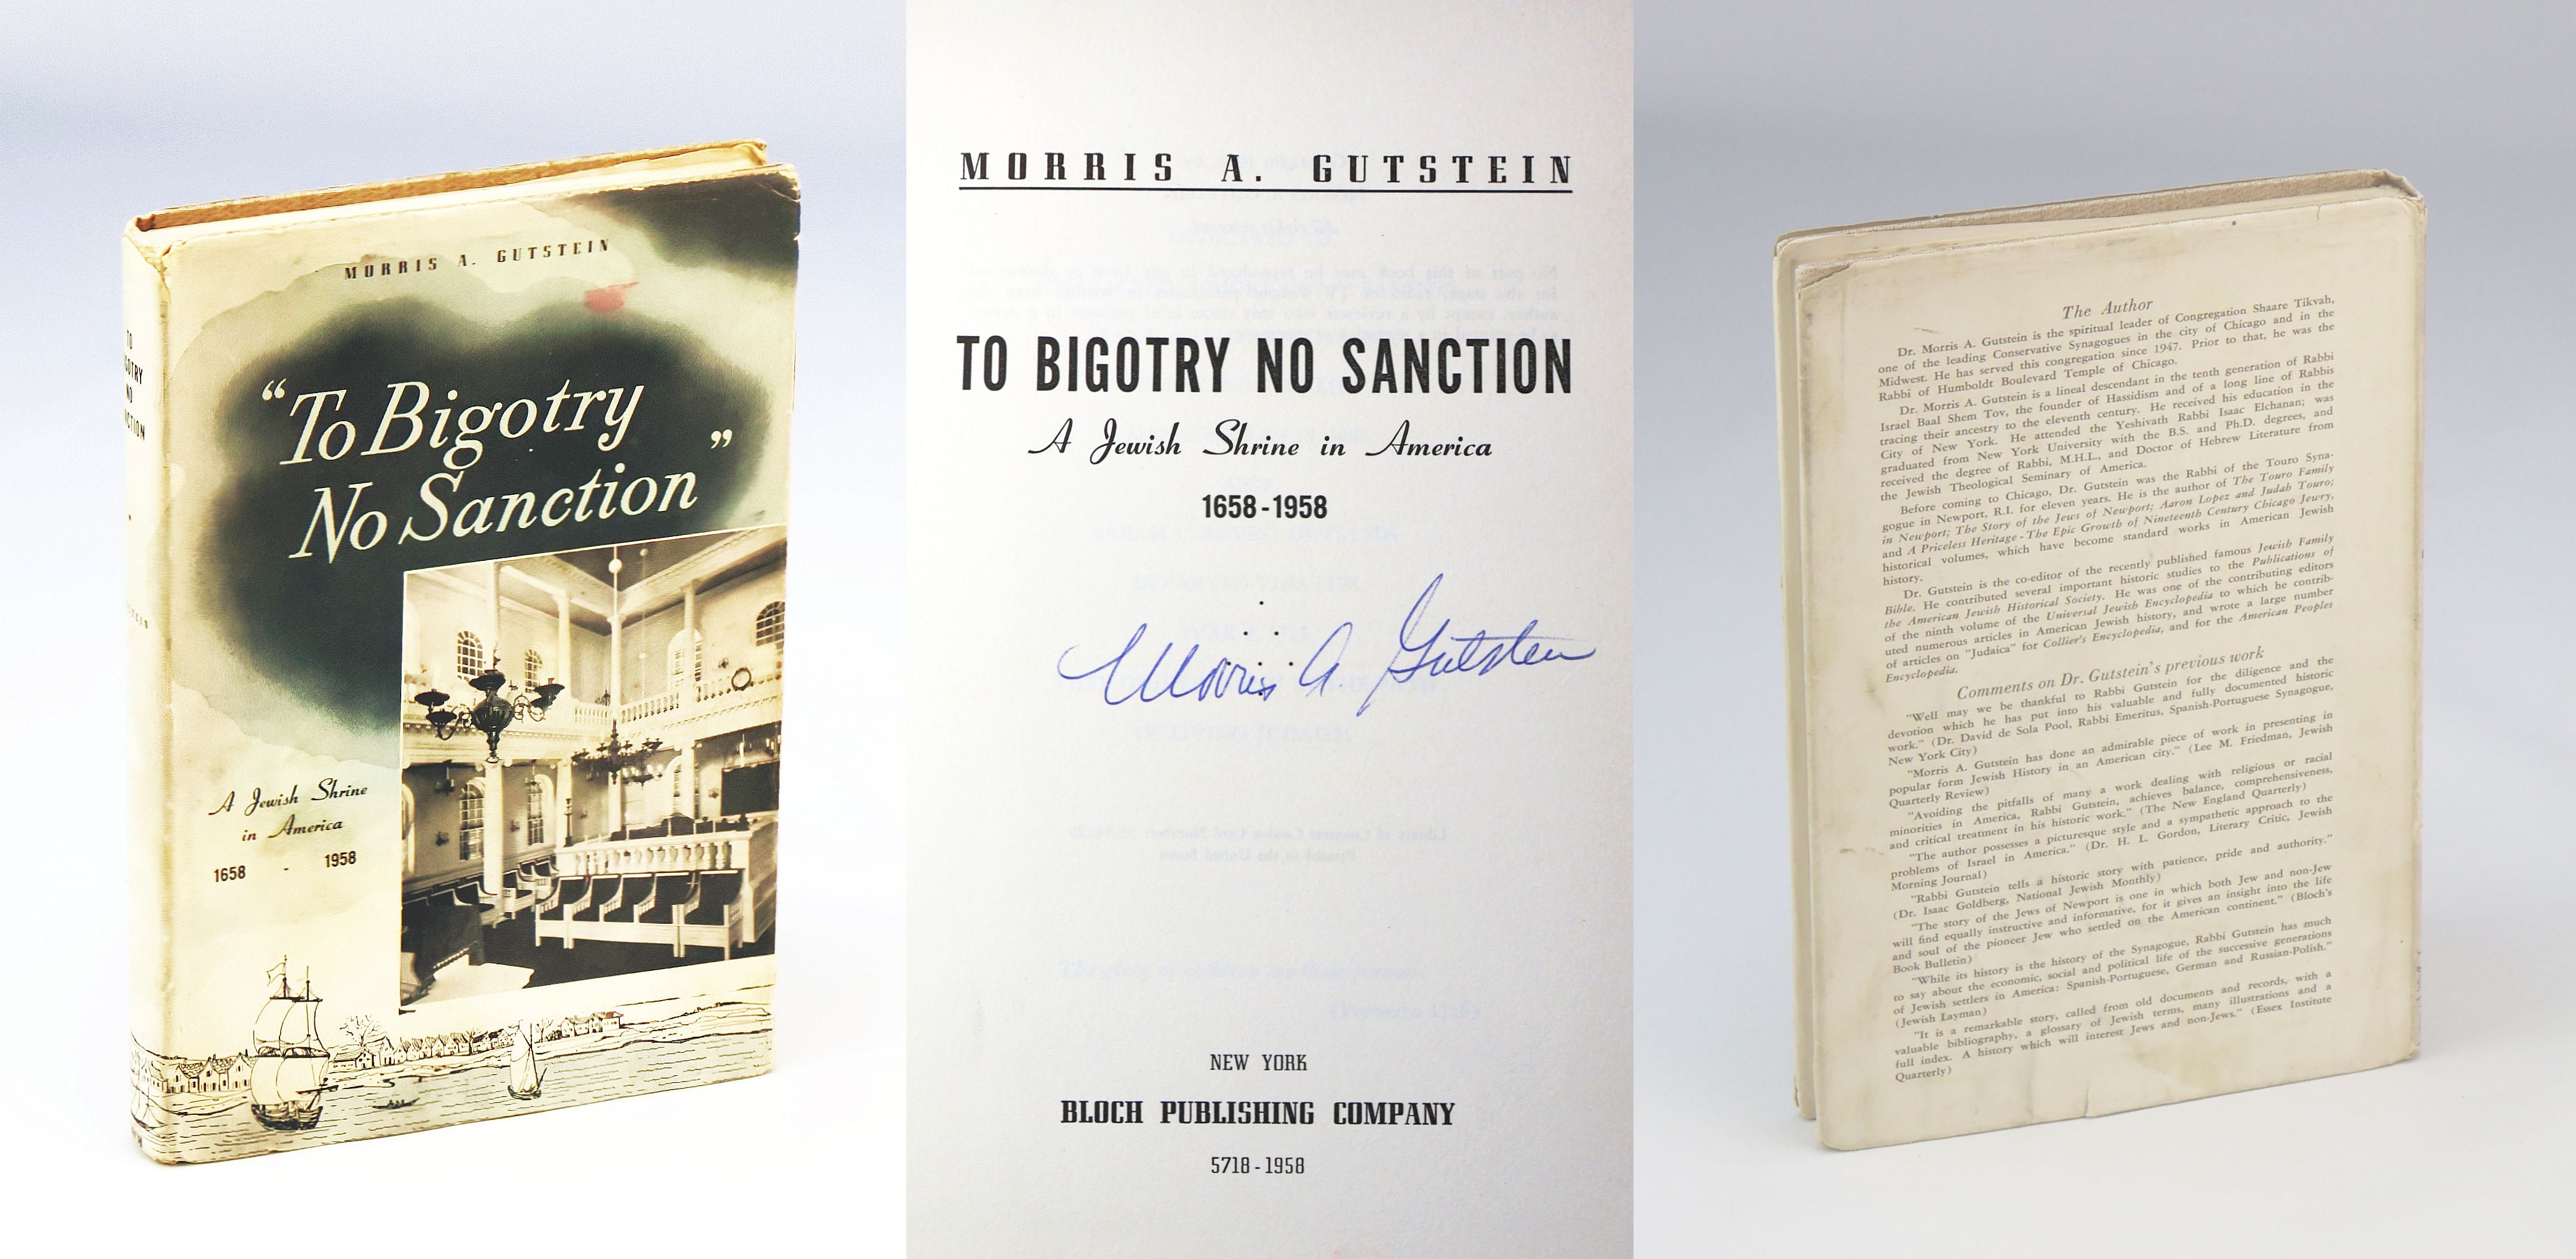 MORRIS A. GUTSTEIN
“To Bigotry
No Sanction”
A Jewish Shrine
in America
1658 - 1958
TO
NO
MORRIS A. GUTSTEIN
TO BIGOTRY NO SANCTION
A Jewish Shrine in America
1658-1958
Morris A. Gutstein
NEW YORK
BLOCH PUBLISHING COMPANY
5718-1958
The Author
Dr. Morris A. Gutstein is the spiritual leader of Congregation Shaare Tikvah,
one of the leading Conservative Synagogues in the city of Chicago and in the
Midwest. He has served this congregation since 1947. Prior to that, he was the
Rabbi of Humboldt Boulevard Temple of Chicago.
Dr. Morris A. Gutstein is a lineal descendant in the tenth generation of Rabbi
Israel Baal Shem Tov, the founder of Hassidism and of a long line of Rabbis
tracing their ancestry to the eleventh century. He received his education in the
City of New York. He attended the Yeshivath Rabbi Isaac Elchanan; was
graduated from New York University with the B.S. and Ph.D. degrees, and
received the degree of Rabbi, M.H.L., and Doctor of Hebrew Literature from
the Jewish Theological Seminary of America.
Before coming to Chicago, Dr. Gutstein was the Rabbi of the Touro Syna-
gogue in Newport, R.I. for eleven years. He is the author of The Touro Family
in Newport; The Story of the Jews of Newport; Aaron Lopez and Judah Touro;
and A Priceless Heritage - The Epic Growth of Nineteenth Century Chicago Jewry,
historical volumes, which have become standard works in American Jewish
history.
Dr. Gutstein is the co-editor of the recently published famous Jewish Family
Bible. He contributed several important historic studies to the Publications of
the American Jewish Historical Society. He was one of the contributing editors
of the ninth volume of the Universal Jewish Encyclopedia to which he contrib-
uted numerous articles in American Jewish history, and wrote a large number
of articles on "Judaica" for Collier's Encyclopedia, and for the American Peoples
Encyclopedia.
Comments on Dr. Gutstein's previous work
"Well may we be thankful to Rabbi Gutstein for the diligence and the
devotion which he has put into his valuable and fully documented historic
work." (Dr. David de Sola Pool, Rabbi Emeritus, Spanish-Portuguese Synagogue,
New York City)
"Morris A. Gutstein has done an admirable piece of work in presenting in
popular form Jewish History in an American city." (Lee M. Friedman, Jewish
Quarterly Review)
"Avoiding the pitfalls of many a work dealing with religious or racial
minorities in America, Rabbi Gutstein, achieves balance, comprehensiveness,
and critical treatment in his historic work." (The New England Quarterly)
"The author possesses a picturesque style and a sympathetic approach to the
problems of Israel in America." (Dr. H. L. Gordon, Literary Critic, Jewish
Morning Journal)
"Rabbi Gutstein tells a historic story with patience, pride and authority."
(Dr. Isaac Goldberg, National Jewish Monthly)
"The story of the Jews of Newport is one in which both Jew and non-Jew
will find equally instructive and informative, for it gives an insight into the life
and soul of the pioneer Jew who settled on the American continent." (Bloch's
Book Bulletin)
"While its history is the history of the Synagogue, Rabbi Gutstein has much
to say about the economic, social and political life of the successive generations
of Jewish settlers in America: Spanish-Portuguese, German and Russian-Polish."
(Jewish Layman)
"It is a remarkable story, called from old documents and records, with a
valuable bibliography, a glossary of Jewish terms, many illustrations and a
full index. A history which will interest Jews and non-Jews." (Essex Institute
Quarterly)